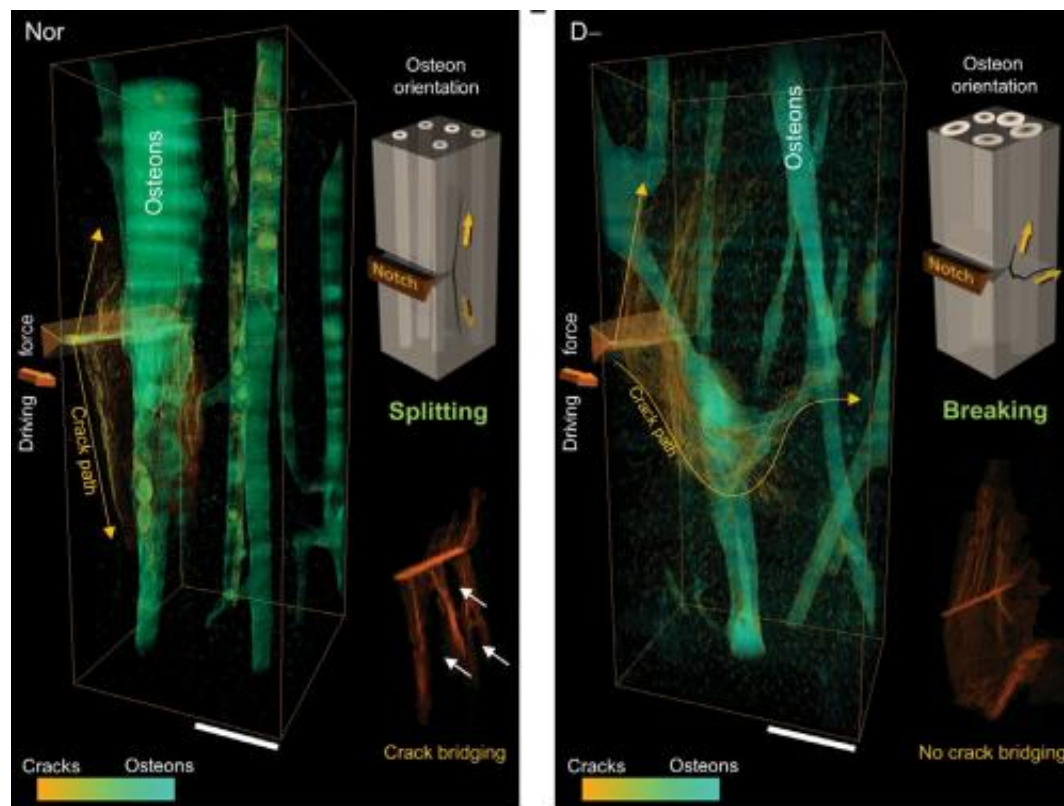 Nor
Osteons
Osteon
orientation
Notch
Driving force
Crack path
Splitting
Crack bridging
Cracks Osteons
D–
Osteons
Osteon
orientation
Notch
Driving force
Crack path
Breaking
No crack bridging
Cracks Osteons